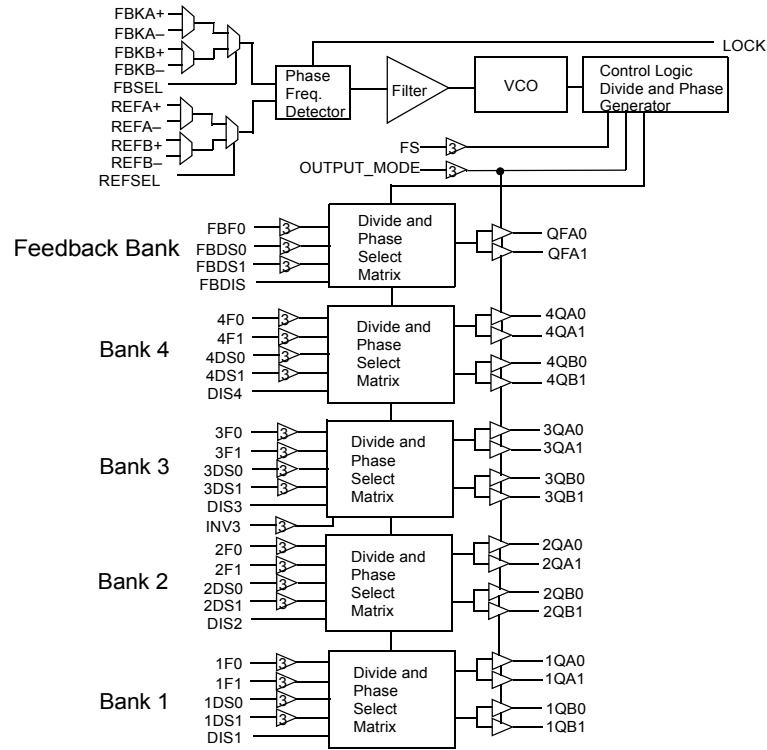 FBKA+
FBKA–
FBKB+
FBKB–
FBSEL
REFA+
REFA–
REFB+
REFB–
REFSEL
Phase
Freq.
Detector
Filter
VCO
Control Logic
Divide and Phase
Generator
LOCK
FS
3
OUTPUT_MODE
3
Feedback Bank
FBF0
3
FBDS0
3
FBDS1
3
FBDIS
Divide and
Phase
Select
Matrix
QFA0
QFA1
Bank 4
4F0
3
4F1
3
4DS0
3
4DS1
3
DIS4
Divide and
Phase
Select
Matrix
4QA0
4QA1
4QB0
4QB1
Bank 3
3F0
3
3F1
3
3DS0
3
3DS1
3
DIS3
INV3
3
Divide and
Phase
Select
Matrix
3QA0
3QA1
3QB0
3QB1
Bank 2
2F0
3
2F1
3
2DS0
3
2DS1
3
DIS2
Divide and
Phase
Select
Matrix
2QA0
2QA1
2QB0
2QB1
Bank 1
1F0
3
1F1
3
1DS0
3
1DS1
3
DIS1
Divide and
Phase
Select
Matrix
1QA0
1QA1
1QB0
1QB1